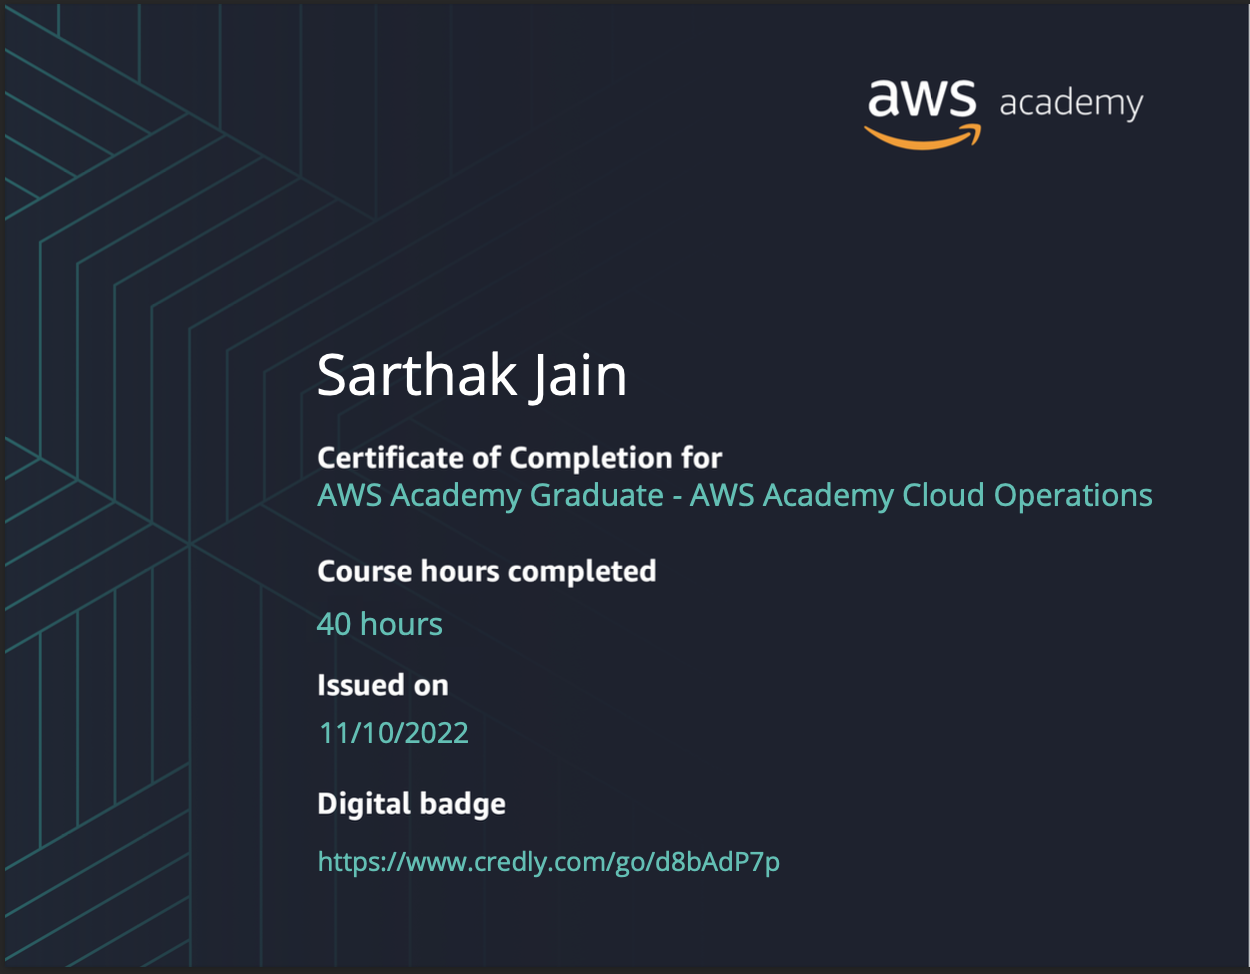 aws academy
Sarthak Jain
Certificate of Completion for
AWS Academy Graduate - AWS Academy Cloud Operations
Course hours completed
40 hours
Issued on
11/10/2022
Digital badge
https://www.credly.com/go/d8bAdP7p